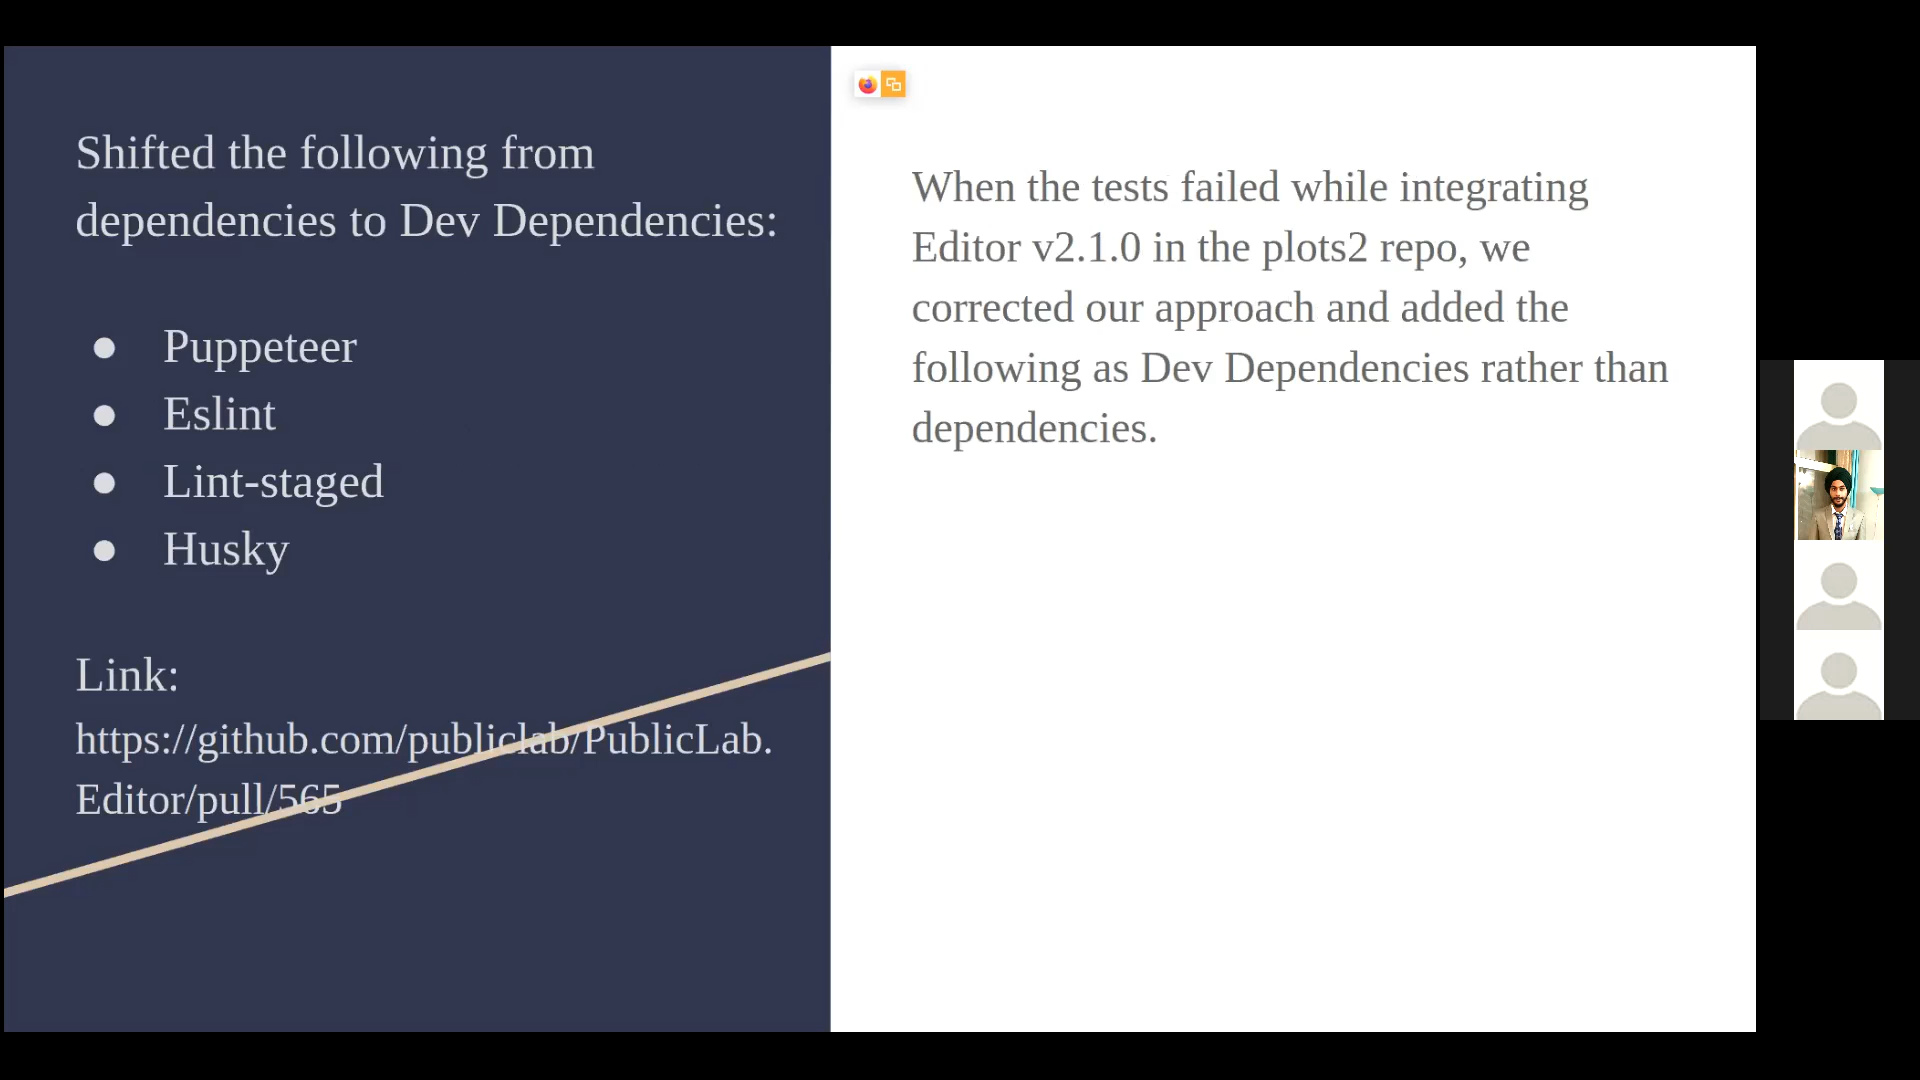 Shifted the following from
dependencies to Dev Dependencies:
● Puppeteer
● Eslint
● Lint-staged
● Husky
Link:
https://github.com/publiclab/PublicLab.
Editor/pull/565
When the tests failed while integrating
Editor v2.1.0 in the plots2 repo, we
corrected our approach and added the
following as Dev Dependencies rather than
dependencies.